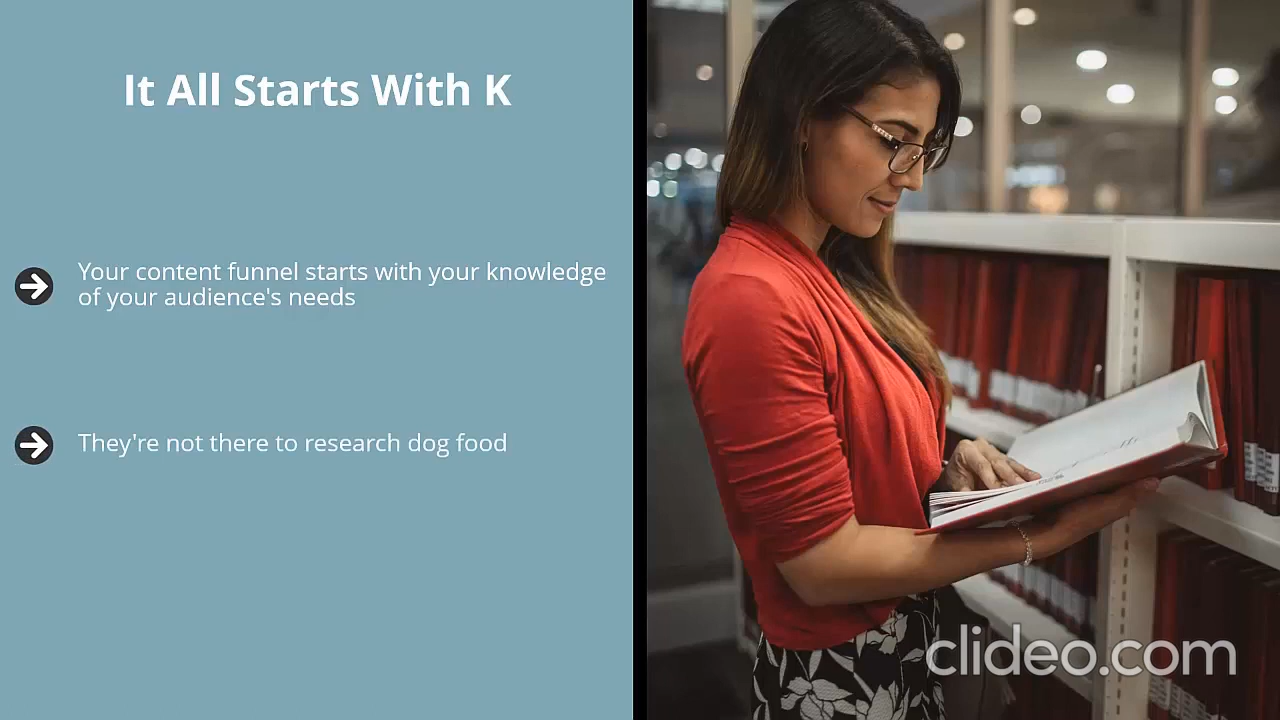 It All Starts With K
Your content funnel starts with your knowledge
of your audience's needs
They're not there to research dog food
clideo.com